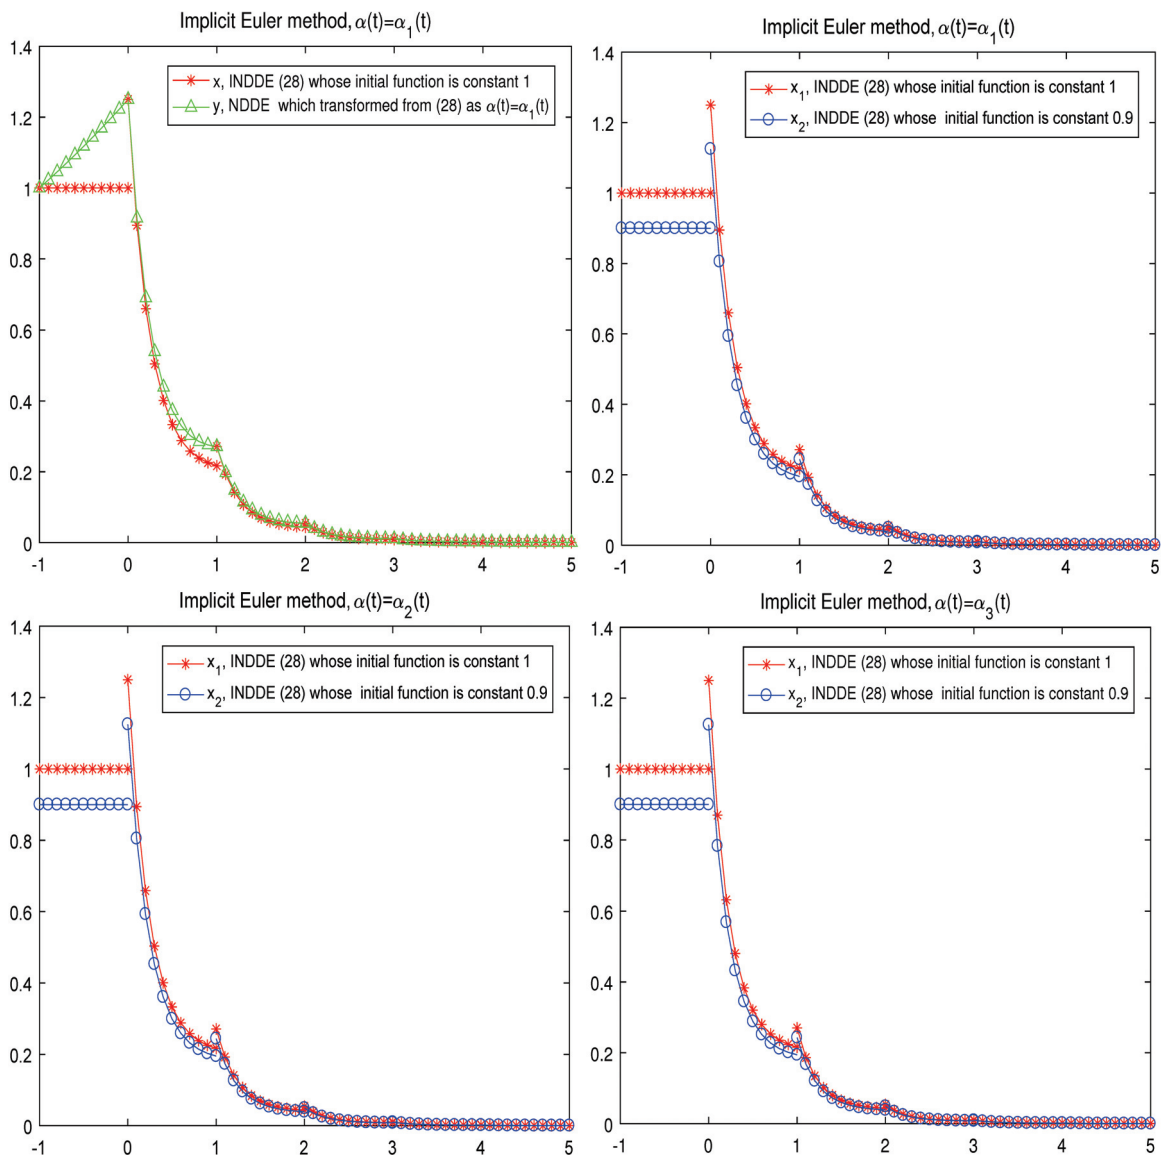 Implicit Euler method, α(t)=α₁(t)
x, INDDE (28) whose initial function is constant 1
y, NDDE which transformed from (28) as α(t)=α₁(t)
1.4
1.2
1
0.8
0.6
0.4
0.2
0
-1 0 1 2 3 4 5
Implicit Euler method, α(t)=α₁(t)
x₁, INDDE (28) whose initial function is constant 1
x₂, INDDE (28) whose initial function is constant 0.9
1.4
1.2
1
0.8
0.6
0.4
0.2
0
-1 0 1 2 3 4 5
Implicit Euler method, α(t)=α₂(t)
x₁, INDDE (28) whose initial function is constant 1
x₂, INDDE (28) whose initial function is constant 0.9
1.4
1.2
1
0.8
0.6
0.4
0.2
0
-1 0 1 2 3 4 5
Implicit Euler method, α(t)=α₃(t)
x₁, INDDE (28) whose initial function is constant 1
x₂, INDDE (28) whose initial function is constant 0.9
1.4
1.2
1
0.8
0.6
0.4
0.2
0
-1 0 1 2 3 4 5